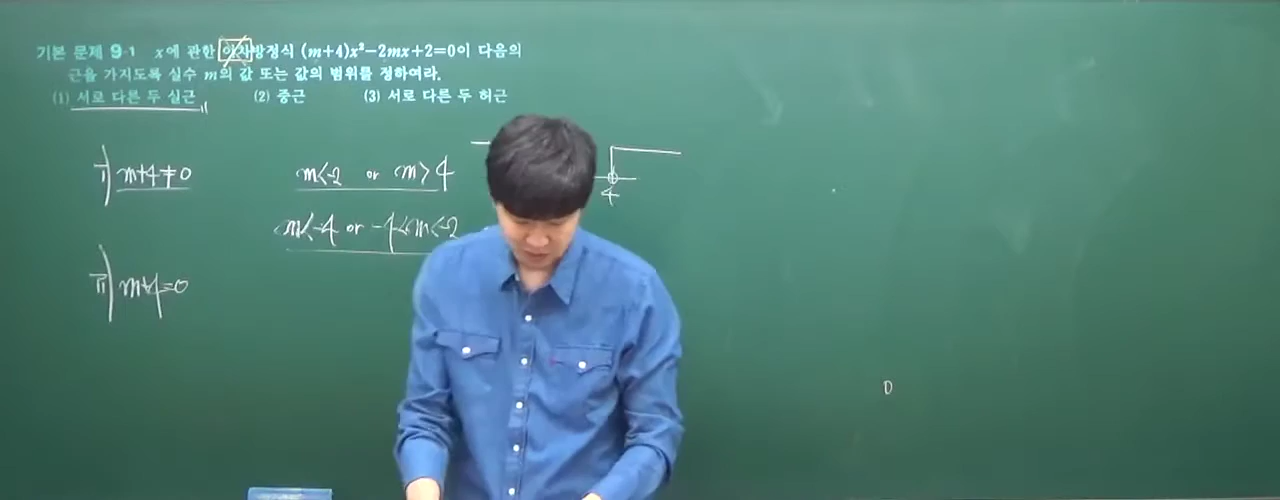 기본 문제 9-1 x에 관한 이차방정식 (m+4)x²-2mx+2=0이 다음의
근을 가지도록 실수 m의 값 또는 값의 범위를 정하여라.
(1) 서로 다른 두 실근 (2) 중근 (3) 서로 다른 두 허근
i) m+4≠0
m<-2 or m>4
4
m<-4 or -4<m<-2
ii) m+4=0
0